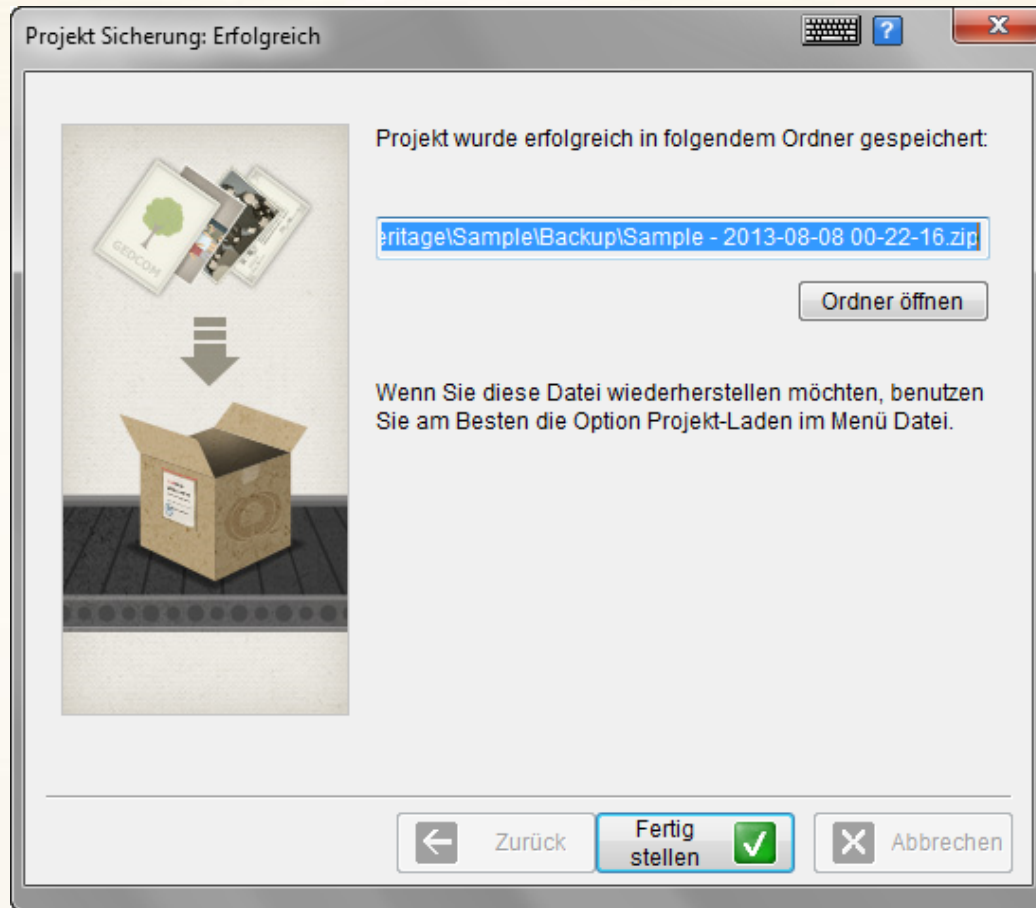 Projekt Sicherung: Erfolgreich
?
X
GEDCOM
Projekt wurde erfolgreich in folgendem Ordner gespeichert:
eritage\Sample\Backup\Sample - 2013-08-08 00-22-16.zip
Ordner öffnen
Wenn Sie diese Datei wiederherstellen möchten, benutzen
Sie am Besten die Option Projekt-Laden im Menü Datei.
Zurück
Fertig
stellen
Abbrechen